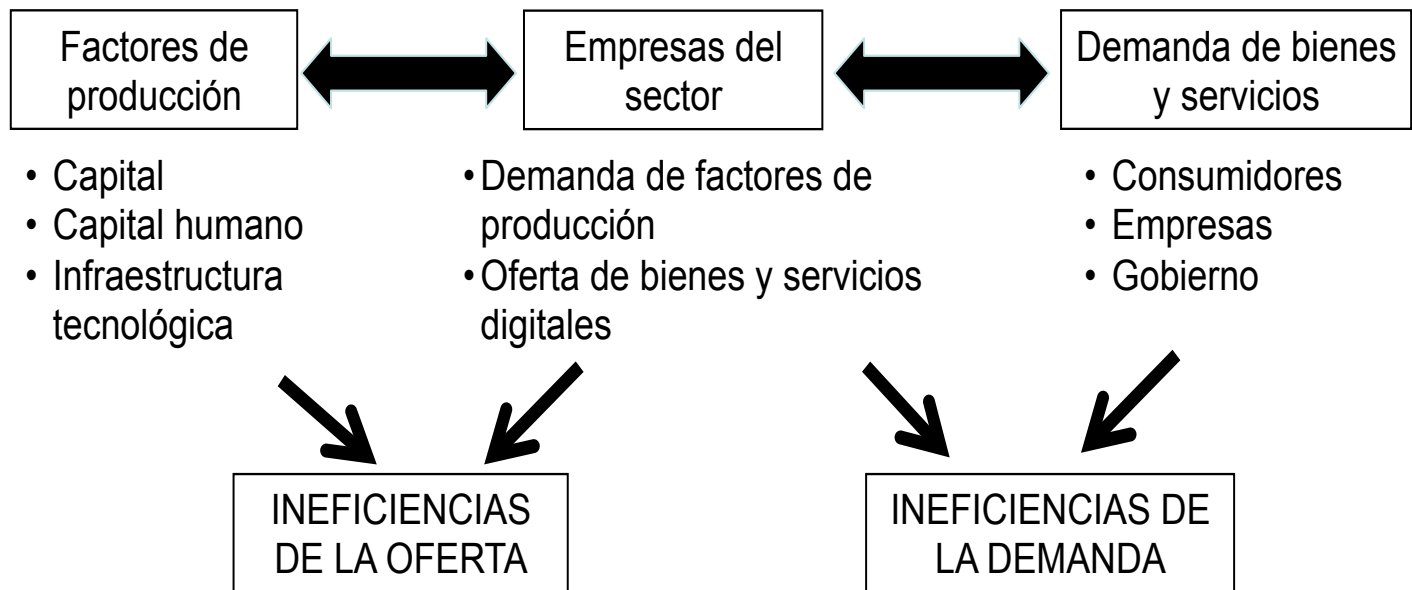 Factores de
producción
Empresas del
sector
Demanda de bienes
y servicios
• Capital
• Capital humano
• Infraestructura
tecnológica
• Demanda de factores de
producción
• Oferta de bienes y servicios
digitales
• Consumidores
• Empresas
• Gobierno
INEFICIENCIAS
DE LA OFERTA
INEFICIENCIAS DE
LA DEMANDA